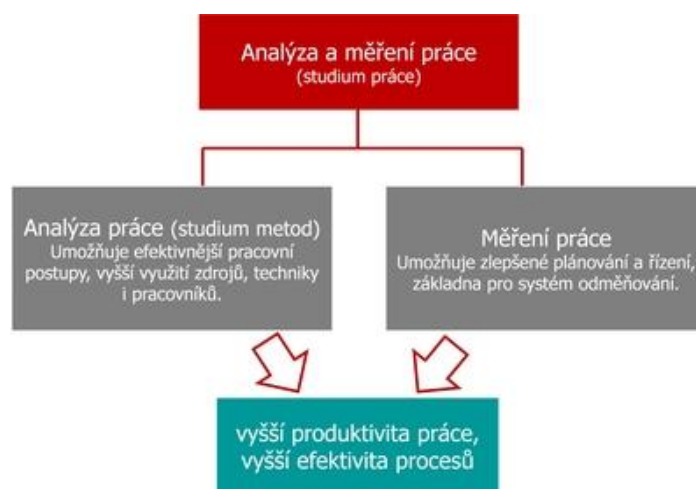 Analýza a měření práce
(studium práce)
Analýza práce (studium metod)
Umožňuje efektivnější pracovní
postupy, vyšší využití zdrojů, techniky
i pracovníků.
Měření práce
Umožňuje zlepšené plánování a řízení,
základna pro systém odměňování.
vyšší produktivita práce,
vyšší efektivita procesů